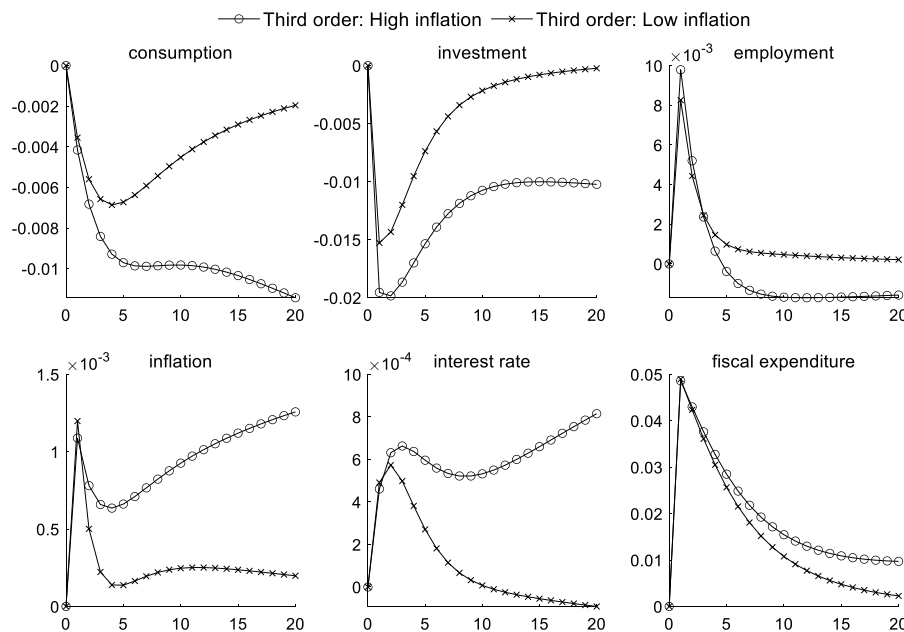 Third order: High inflation Third order: Low inflation
consumption
0
-0.002
-0.004
-0.006
-0.008
-0.01
0 5 10 15 20
investment
0
-0.005
-0.01
-0.015
-0.02
0 5 10 15 20
employment
×10-3
10
8
6
4
2
0
0 5 10 15 20
inflation
×10-3
1.5
1
0.5
0
0 5 10 15 20
interest rate
×10-4
10
8
6
4
2
0
0 5 10 15 20
fiscal expenditure
0.05
0.04
0.03
0.02
0.01
0
0 5 10 15 20